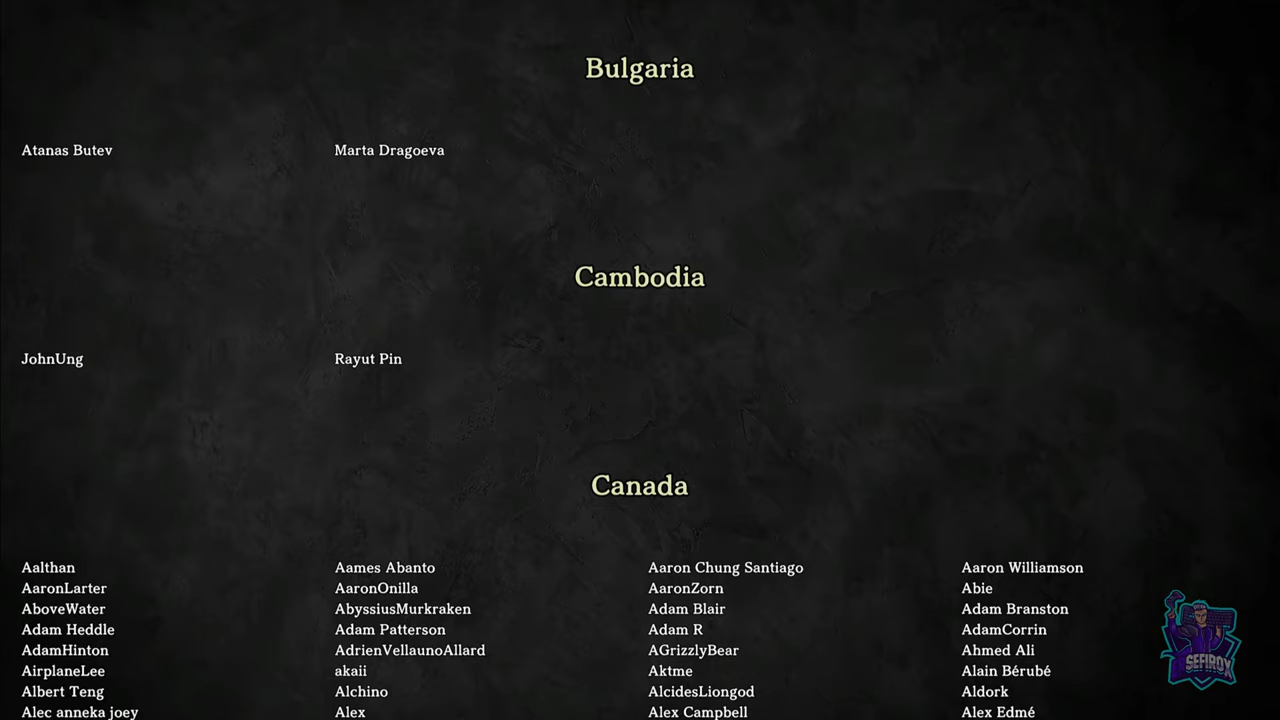 Bulgaria
Atanas Butev Marta Dragoeva
Cambodia
JohnUng Rayut Pin
Canada
Aalthan Aames Abanto Aaron Chung Santiago Aaron Williamson
AaronLarter AaronOnilla AaronZorn Abie
AboveWater AbyssiusMurkraken Adam Blair Adam Branston
Adam Heddle Adam Patterson Adam R AdamCorrin
AdamHinton AdrienVellaunoAllard AGrizzlyBear Ahmed Ali
AirplaneLee akaii Aktme Alain Bérubé
Albert Teng Alchino AlcidesLiongod Aldork
Alec anneka joey Alex Alex Campbell Alex Edmé
SEFIROX